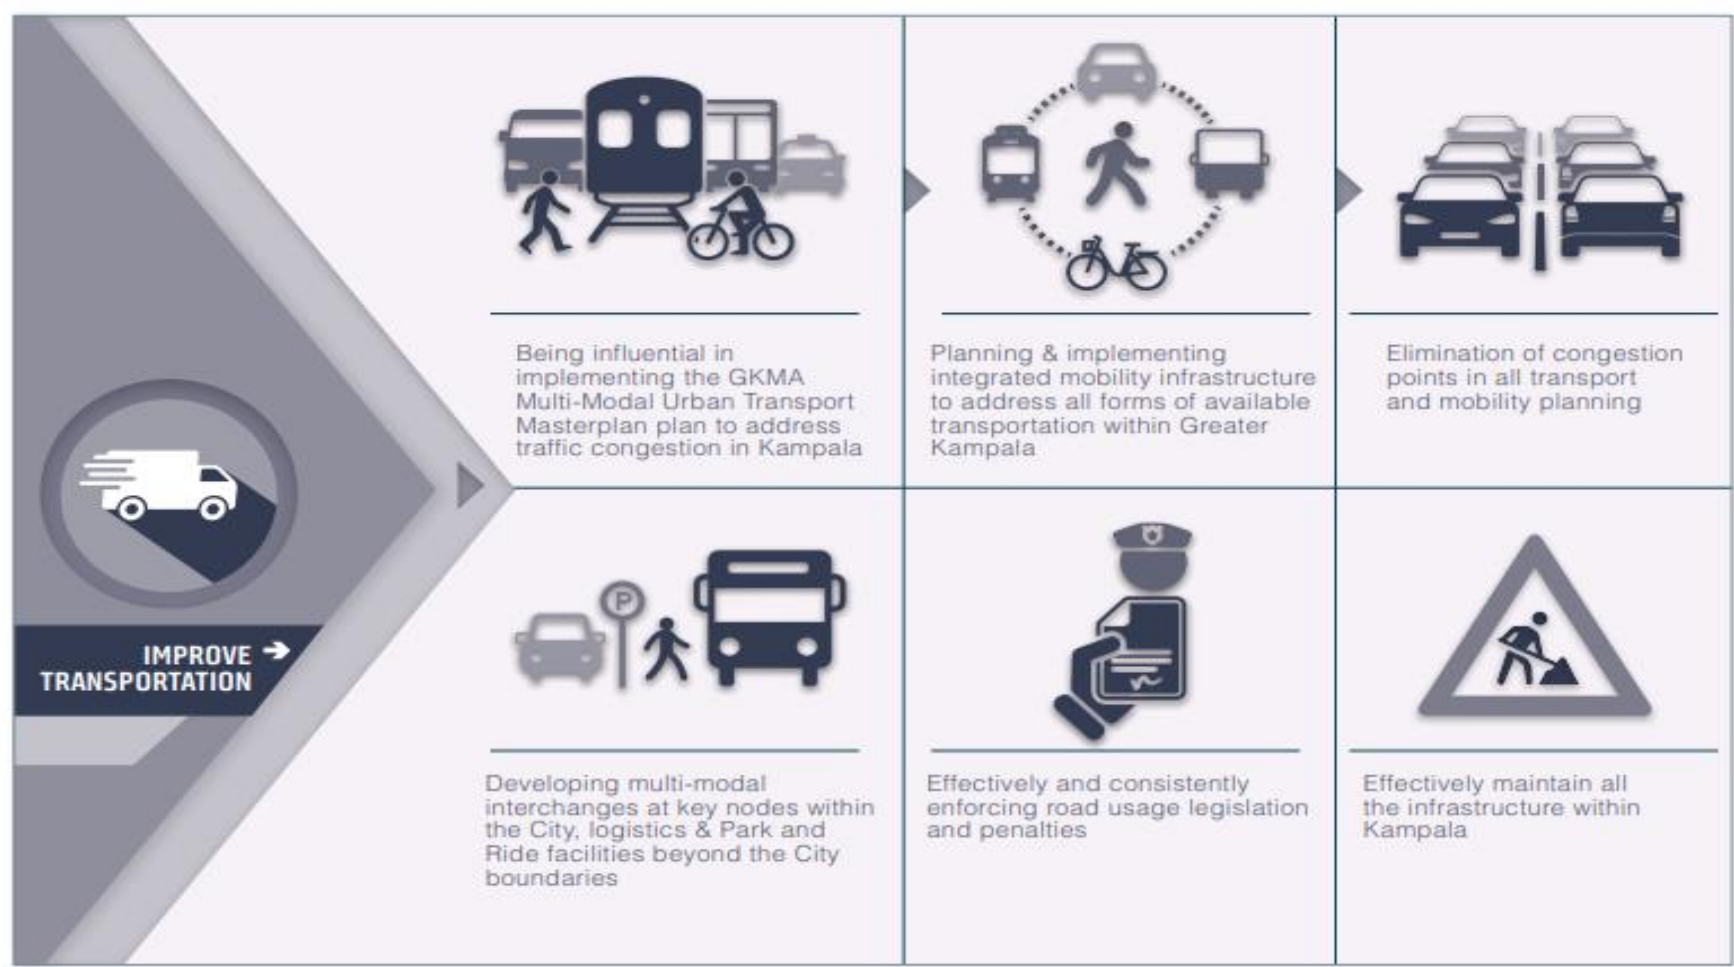 IMPROVE
TRANSPORTATION
Being influential in
implementing the GKMA
Multi-Modal Urban Transport
Masterplan plan to address
traffic congestion in Kampala
Planning & implementing
integrated mobility infrastructure
to address all forms of available
transportation within Greater
Kampala
Elimination of congestion
points in all transport
and mobility planning
P
Developing multi-modal
interchanges at key nodes within
the City, logistics & Park and
Ride facilities beyond the City
boundaries
Effectively and consistently
enforcing road usage legislation
and penalties
Effectively maintain all
the infrastructure within
Kampala